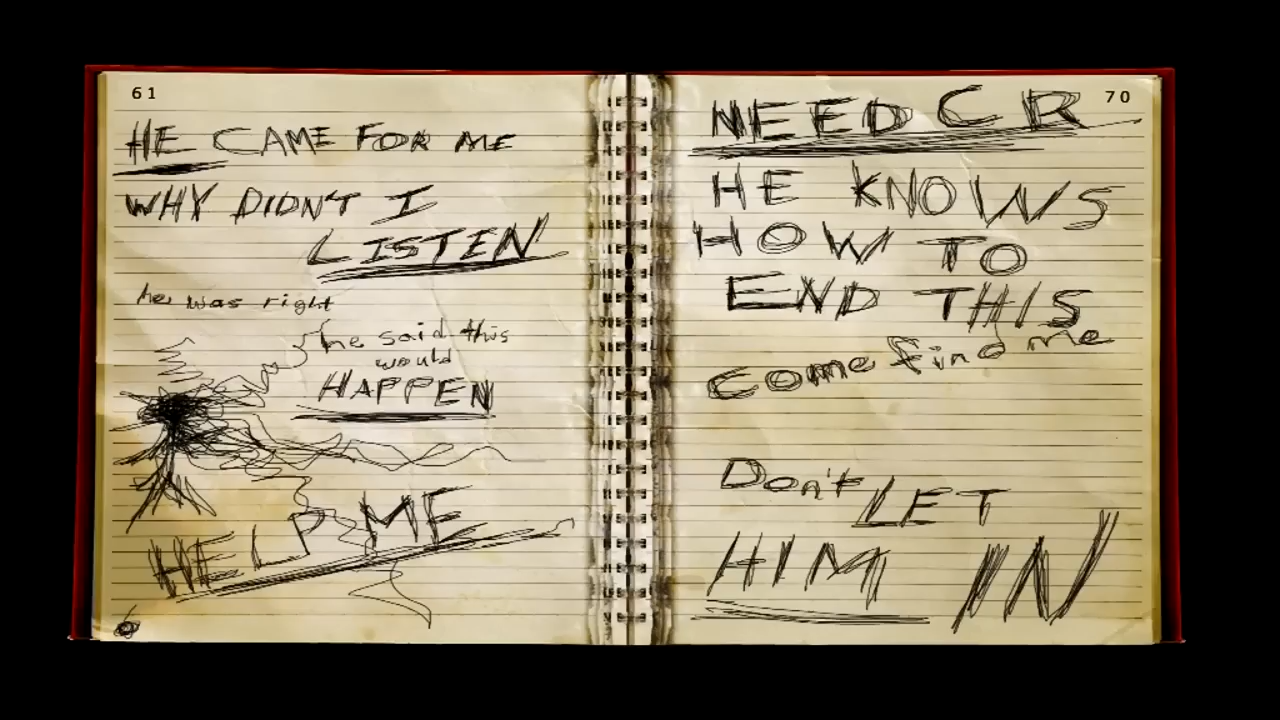 61
HE CAME FOR ME
WHY DIDN'T I
LISTEN
he was right
he said this
would
HAPPEN
HELP ME
70
NEED CR
HE KNOWS
HOW TO
END THIS
come find me
Don't LET
HIM IN